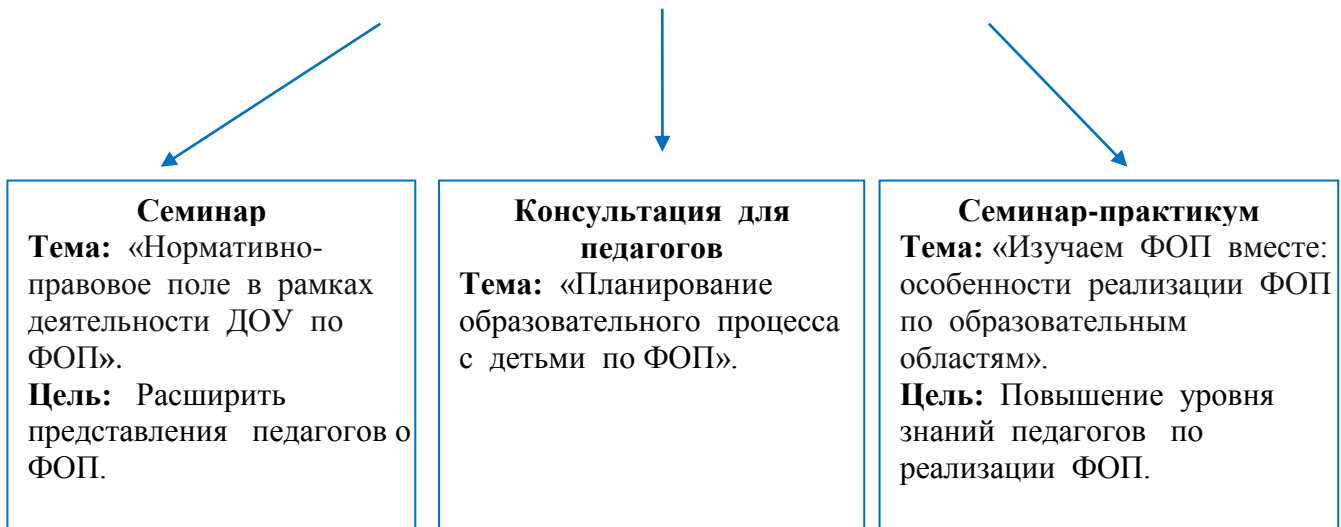 Семинар
Тема: «Нормативно-
правовое поле в рамках
деятельности ДОУ по
ФОП».
Цель: Расширить
представления педагогов о
ФОП.
Консультация для
педагогов
Тема: «Планирование
образовательного процесса
с детьми по ФОП».
Семинар-практикум
Тема: «Изучаем ФОП вместе:
особенности реализации ФОП
по образовательным
областям».
Цель: Повышение уровня
знаний педагогов по
реализации ФОП.